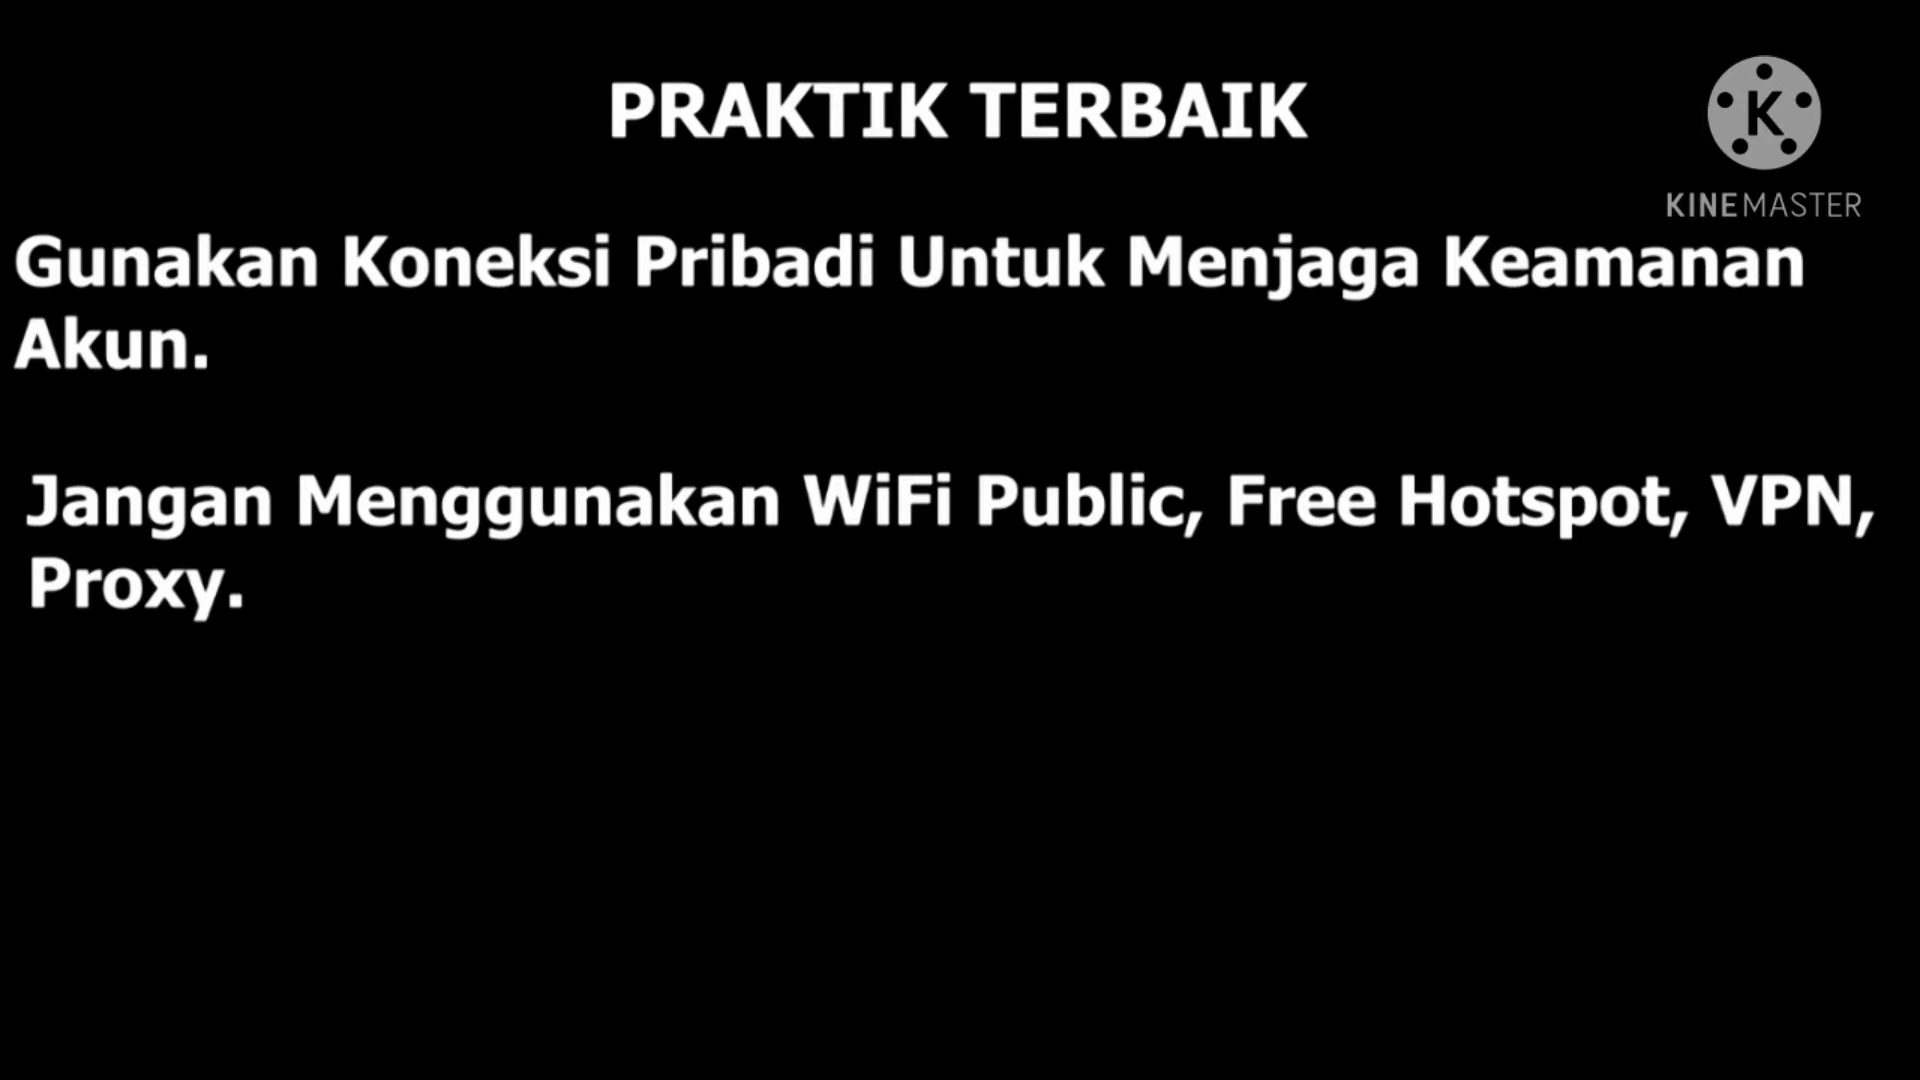 PRAKTIK TERBAIK
KINEMASTER
Gunakan Koneksi Pribadi Untuk Menjaga Keamanan
Akun.
Jangan Menggunakan WiFi Public, Free Hotspot, VPN,
Proxy.